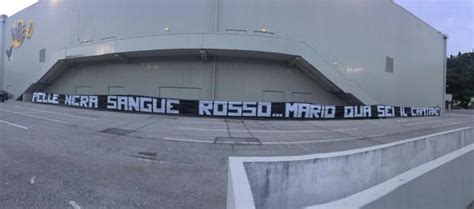 PELLE NERA SANGUE ROSSO... MARIO QUA SEI IL CAPITANO